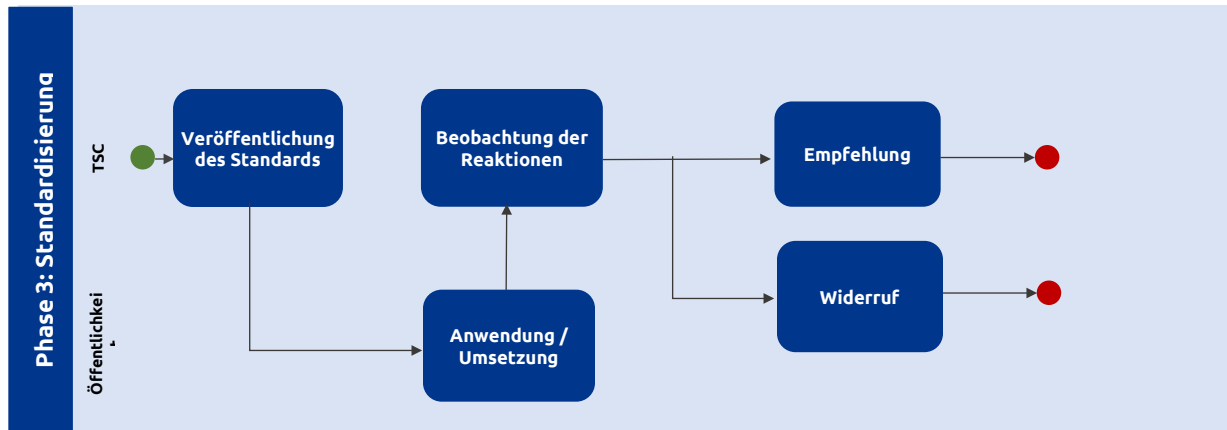 Phase 3: Standardisierung
TSC
Öffentlichkei
Veröffentlichung
des Standards
Beobachtung der
Reaktionen
Empfehlung
Anwendung /
Umsetzung
Widerruf